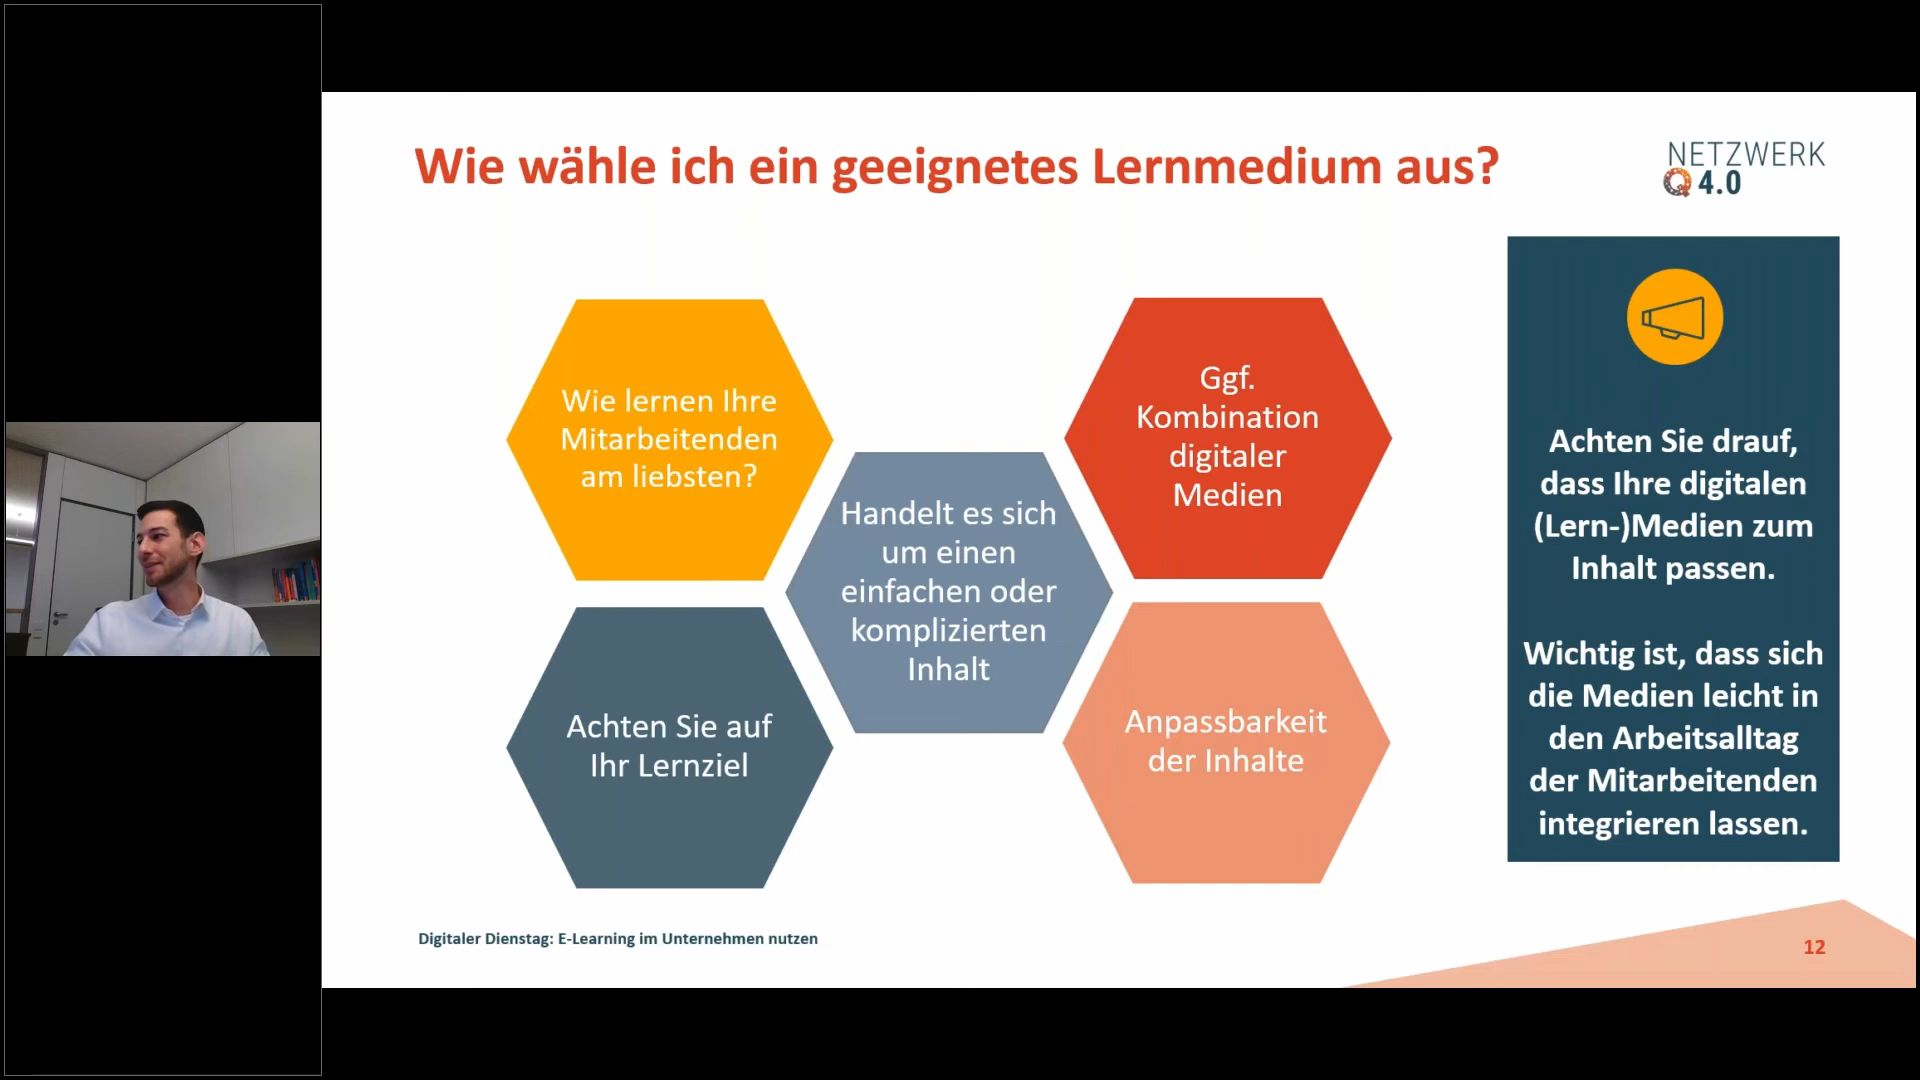 Wie wähle ich ein geeignetes Lernmedium aus?
NETZWERK
Q 4.0
Wie lernen Ihre
Mitarbeitenden
am liebsten?
Ggf.
Kombination
digitaler
Medien
Handelt es sich
um einen
einfachen oder
komplizierten
Inhalt
Achten Sie auf
Ihr Lernziel
Anpassbarkeit
der Inhalte
Achten Sie drauf,
dass Ihre digitalen
(Lern-)Medien zum
Inhalt passen.
Wichtig ist, dass sich
die Medien leicht in
den Arbeitsalltag
der Mitarbeitenden
integrieren lassen.
Digitaler Dienstag: E-Learning im Unternehmen nutzen
12